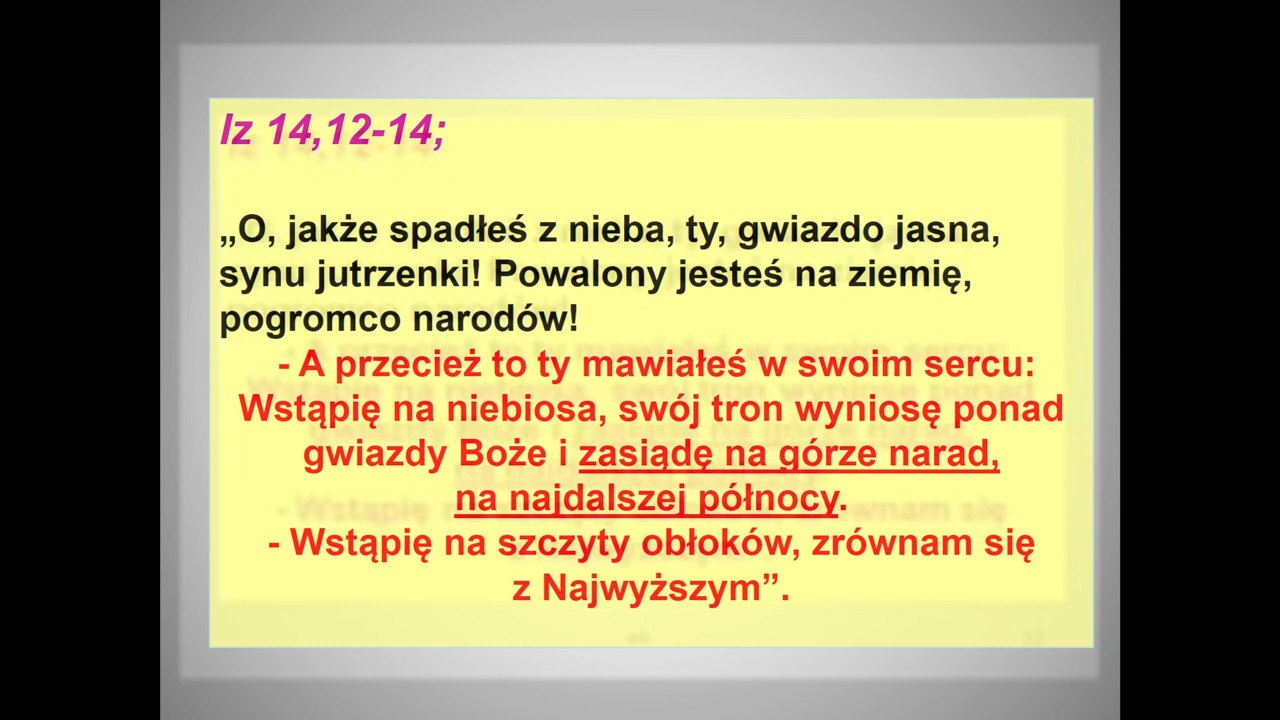 Iz 14,12-14;
„O, jakże spadłeś z nieba, ty, gwiazdo jasna,
synu jutrzenki! Powalony jesteś na ziemię,
pogromco narodów!
- A przecież to ty mawiałeś w swoim sercu:
Wstąpię na niebiosa, swój tron wyniosę ponad
gwiazdy Boże i zasiądę na górze narad,
na najdalszej północy.
- Wstąpię na szczyty obłoków, zrównam się
z Najwyższym”.